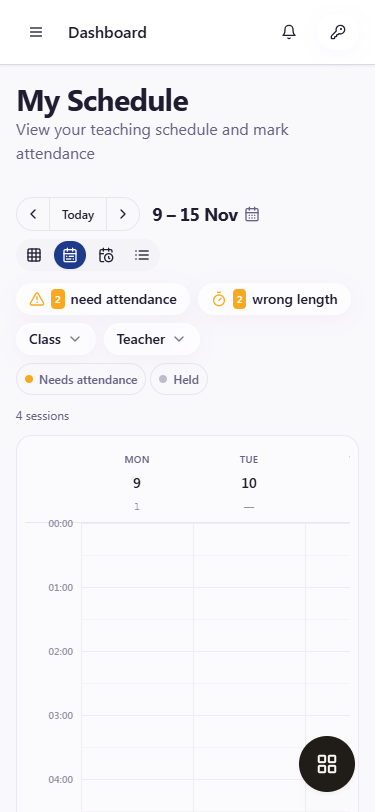 Dashboard
My Schedule
View your teaching schedule and mark
attendance
Today
9 – 15 Nov
2 need attendance
2 wrong length
Class
Teacher
Needs attendance
Held
4 sessions
MON
TUE
9
10
1
—
00:00
01:00
02:00
03:00
04:00